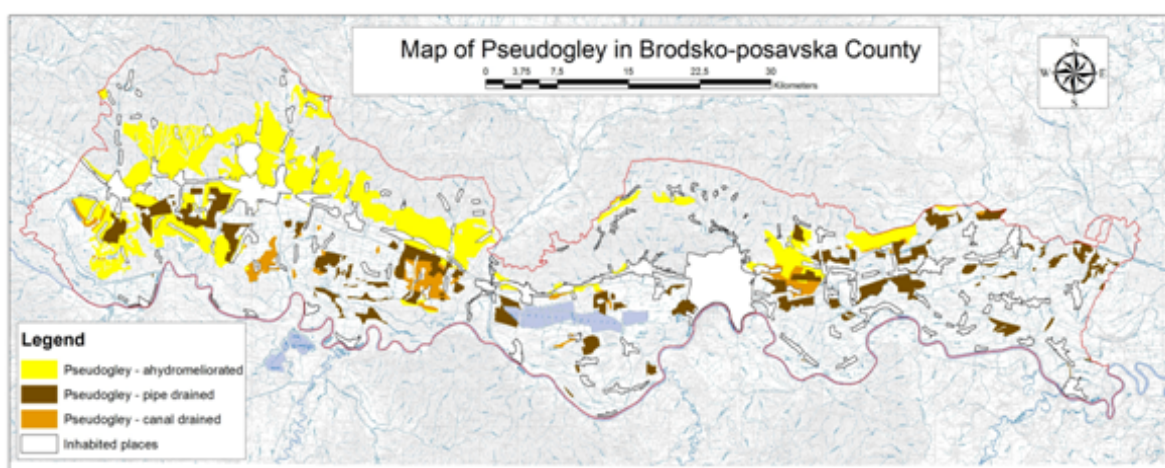 Map of Pseudogley in Brodsko-posavska County
0 3.75 7.5 15 22.5 30
Kilometers
N
W E
S
Legend
Pseudogley - ahydromeliorated
Pseudogley - pipe drained
Pseudogley - canal drained
Inhabited places